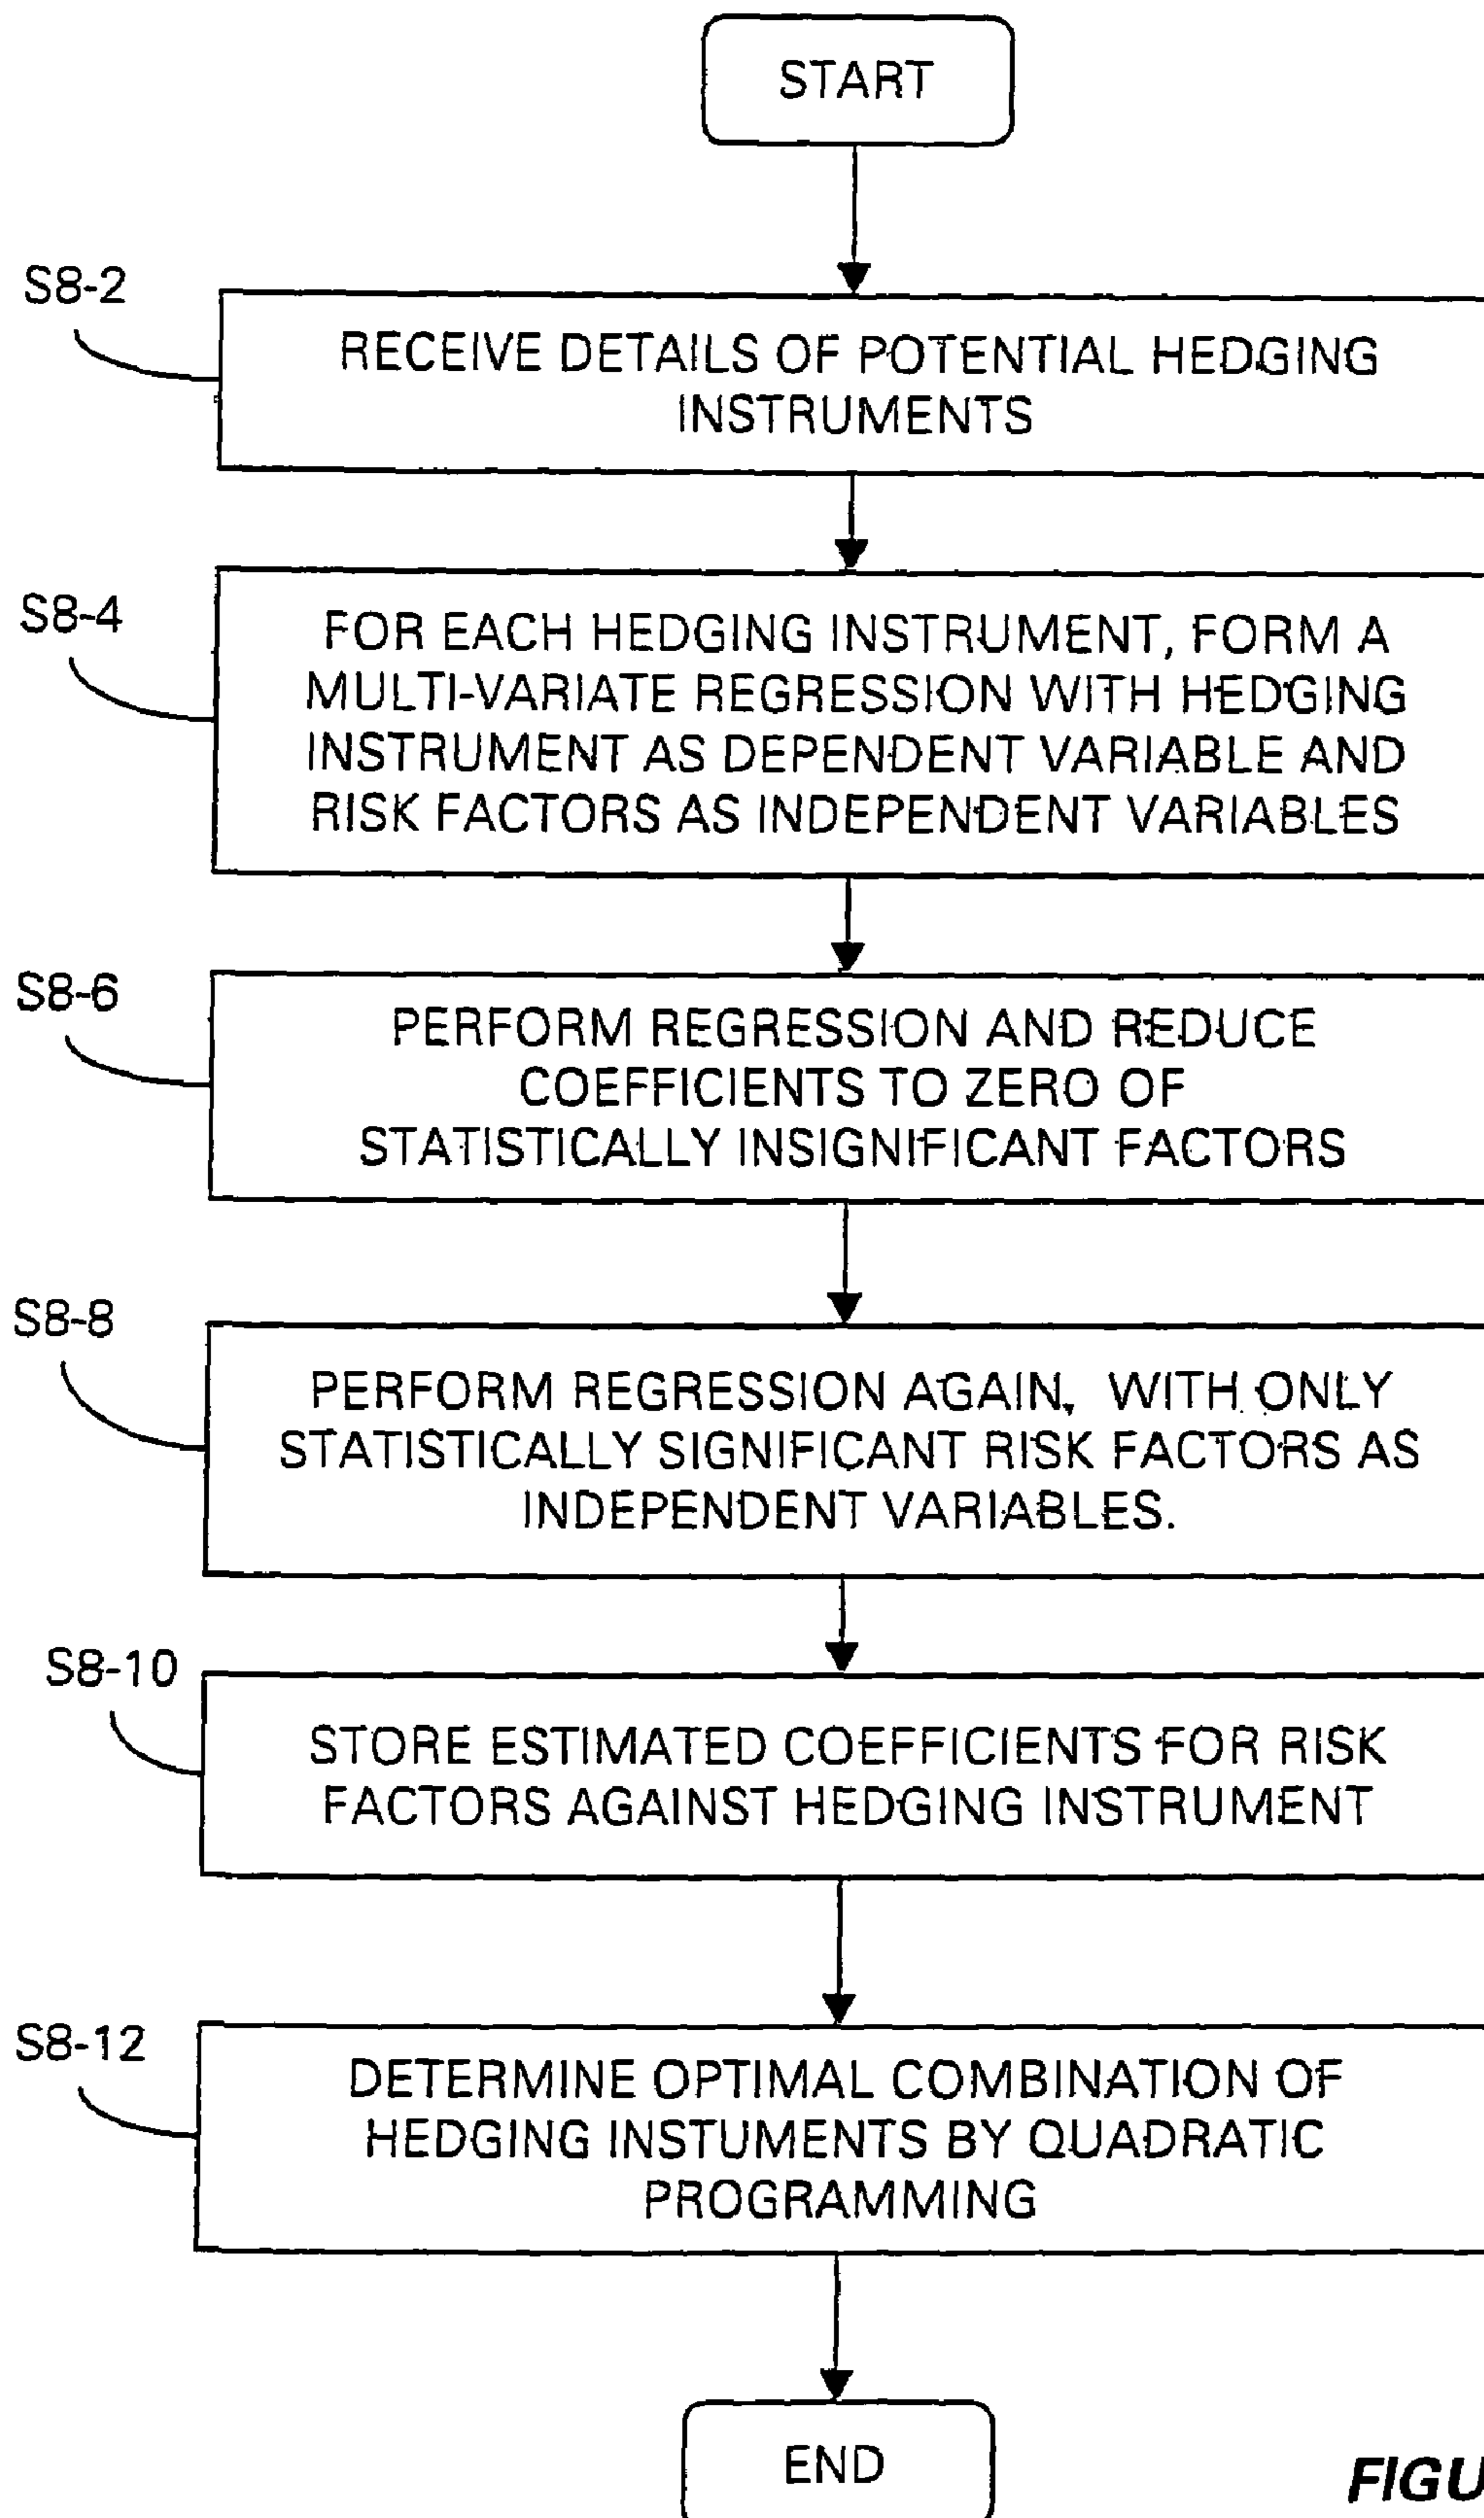 START
S8-2
RECEIVE DETAILS OF POTENTIAL HEDGING
INSTRUMENTS
S8-4
FOR EACH HEDGING INSTRUMENT, FORM A
MULTI-VARIATE REGRESSION WITH HEDGING
INSTRUMENT AS DEPENDENT VARIABLE AND
RISK FACTORS AS INDEPENDENT VARIABLES
S8-6
PERFORM REGRESSION AND REDUCE
COEFFICIENTS TO ZERO OF
STATISTICALLY INSIGNIFICANT FACTORS
S8-8
PERFORM REGRESSION AGAIN, WITH ONLY
STATISTICALLY SIGNIFICANT RISK FACTORS AS
INDEPENDENT VARIABLES.
S8-10
STORE ESTIMATED COEFFICIENTS FOR RISK
FACTORS AGAINST HEDGING INSTRUMENT
S8-12
DETERMINE OPTIMAL COMBINATION OF
HEDGING INSTUMENTS BY QUADRATIC
PROGRAMMING
END
FIGU